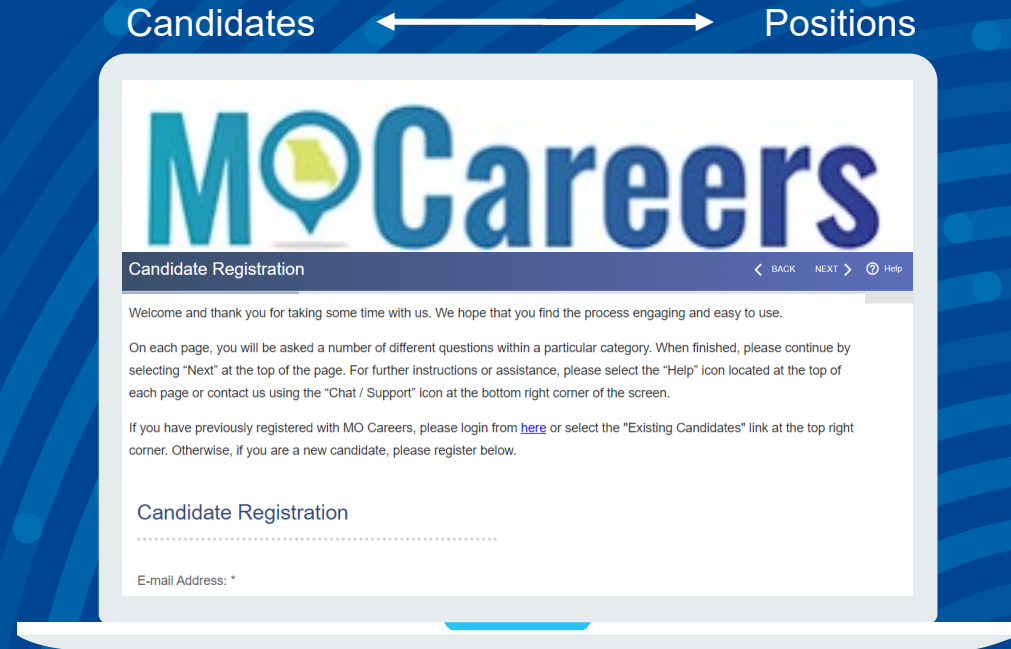 Candidates Positions
MOCareers
Candidate Registration BACK NEXT Help
Welcome and thank you for taking some time with us. We hope that you find the process engaging and easy to use.
On each page, you will be asked a number of different questions within a particular category. When finished, please continue by
selecting “Next” at the top of the page. For further instructions or assistance, please select the “Help” icon located at the top of
each page or contact us using the “Chat / Support” icon at the bottom right corner of the screen.
If you have previously registered with MO Careers, please login from here or select the "Existing Candidates" link at the top right
corner. Otherwise, if you are a new candidate, please register below.
Candidate Registration
E-mail Address: *